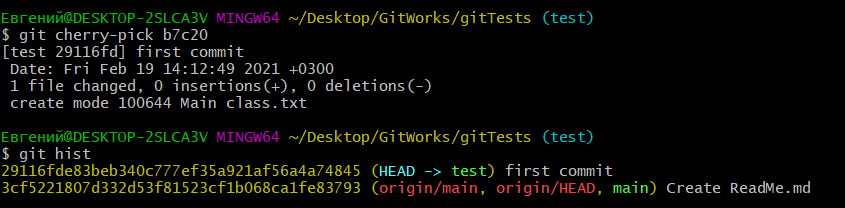 Евгений@DESKTOP-2SLCA3V MINGW64 ~/Desktop/GitWorks/gitTests (test)
$ git cherry-pick b7c20
[test 29116fd] first commit
 Date: Fri Feb 19 14:12:49 2021 +0300
 1 file changed, 0 insertions(+), 0 deletions(-)
 create mode 100644 Main class.txt
Евгений@DESKTOP-2SLCA3V MINGW64 ~/Desktop/GitWorks/gitTests (test)
$ git hist
29116fde83beb340c777ef35a921af56a4a74845 (HEAD -> test) first commit
3cf5221807d332d53f81523cf1b068ca1fe83793 (origin/main, origin/HEAD, main) Create ReadMe.md